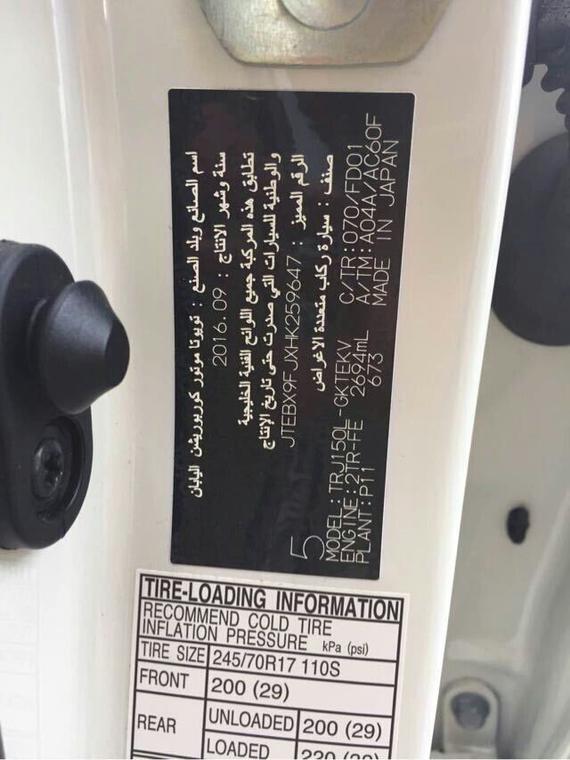 اسم الصانع وبلد الصنع : تويوتا موتور كوربوريشن اليابان
سنة وشهر الإنتاج : 2016.09
تطابق هذه المركبة جميع اللوائح الفنية الخليجية
والوطنية للسيارات التي صدرت حتى تاريخ الإنتاج
الرقم المميز : JTEBX9FJXHK259647
صنف : سيارة ركاب متعددة الاغراض
5
MODEL : TRJ150L-GKTEKV C/TR : 070/FD01
ENGINE : 2TR-FE 2694mL A/TM : A04A/AC60F
PLANT : P11 673 MADE IN JAPAN
TIRE-LOADING INFORMATION
RECOMMEND COLD TIRE
INFLATION PRESSURE kPa (psi)
TIRE SIZE 245/70R17 110S
FRONT 200 (29)
REAR UNLOADED 200 (29)
LOADED